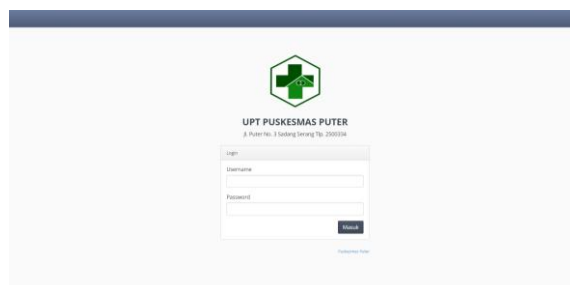 UPT PUSKESMAS PUTER
Jl. Puter No. 3 Sadang Serang Tlp. 2500334
Login
Username
Password
Masuk
Puskesmas Puter